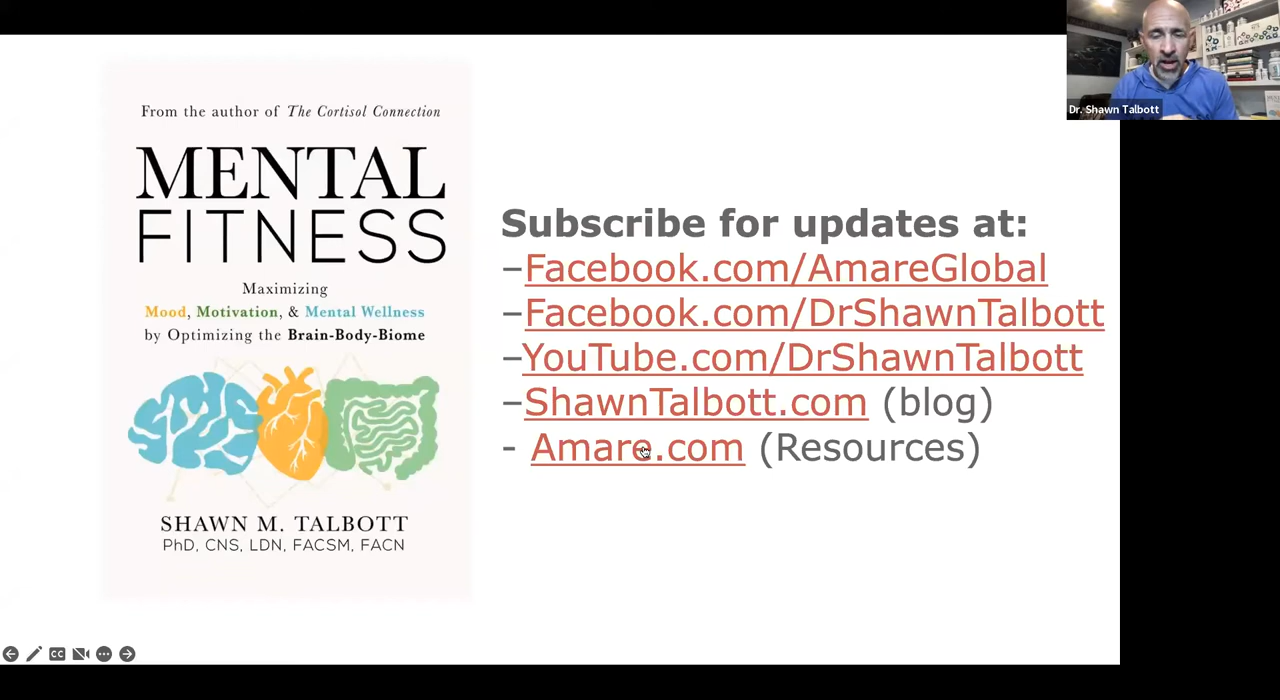 From the author of The Cortisol Connection
MENTAL
FITNESS
Maximizing
Mood, Motivation, & Mental Wellness
by Optimizing the Brain-Body-Biome
SHAWN M. TALBOTT
PhD, CNS, LDN, FACSM, FACN
Subscribe for updates at:
–Facebook.com/AmareGlobal
–Facebook.com/DrShawnTalbott
–YouTube.com/DrShawnTalbott
–ShawnTalbott.com (blog)
- Amare.com (Resources)
Dr. Shawn Talbott
CC